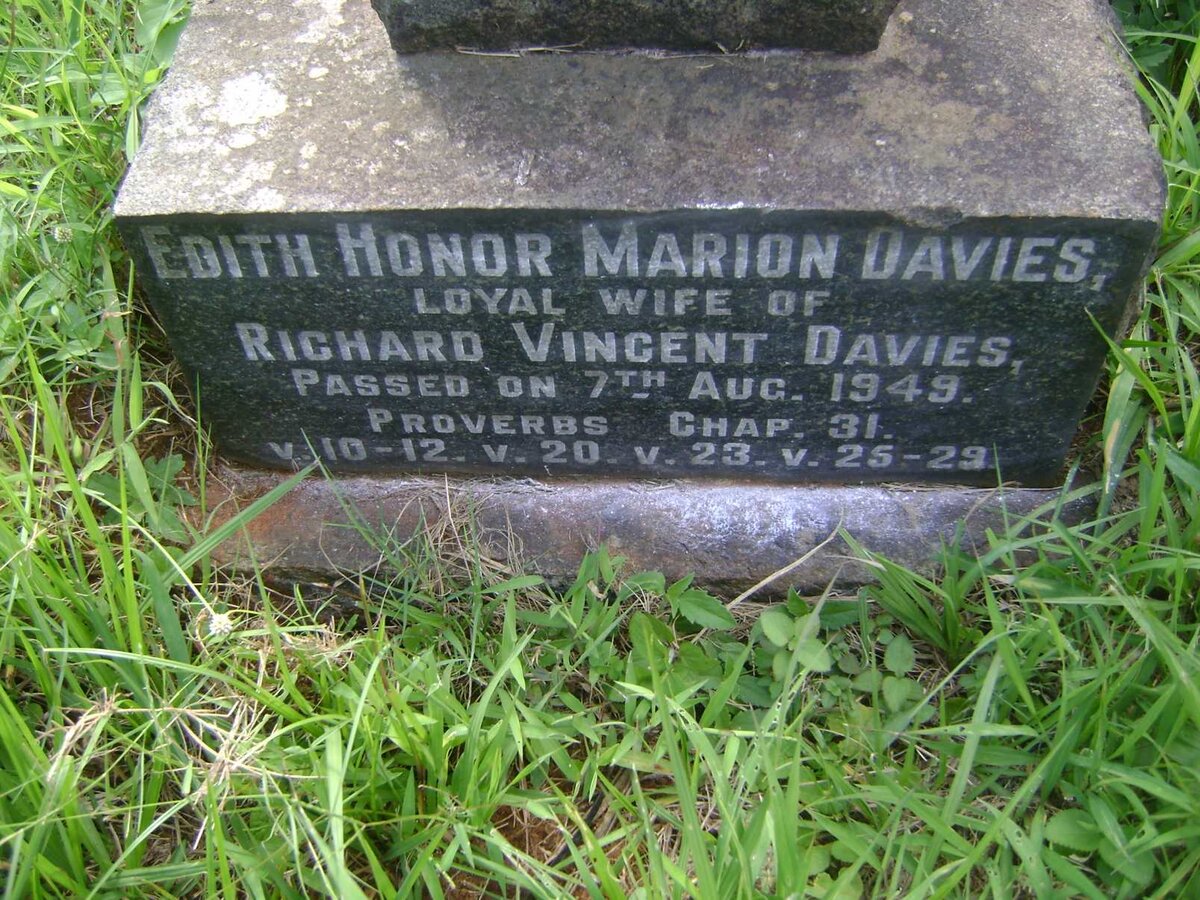 EDITH HONOR MARION DAVIES,
LOYAL WIFE OF
RICHARD VINCENT DAVIES,
PASSED ON 7TH AUG. 1949.
PROVERBS CHAP. 31.
V. 10-12. V. 20. V. 23. V. 25-29